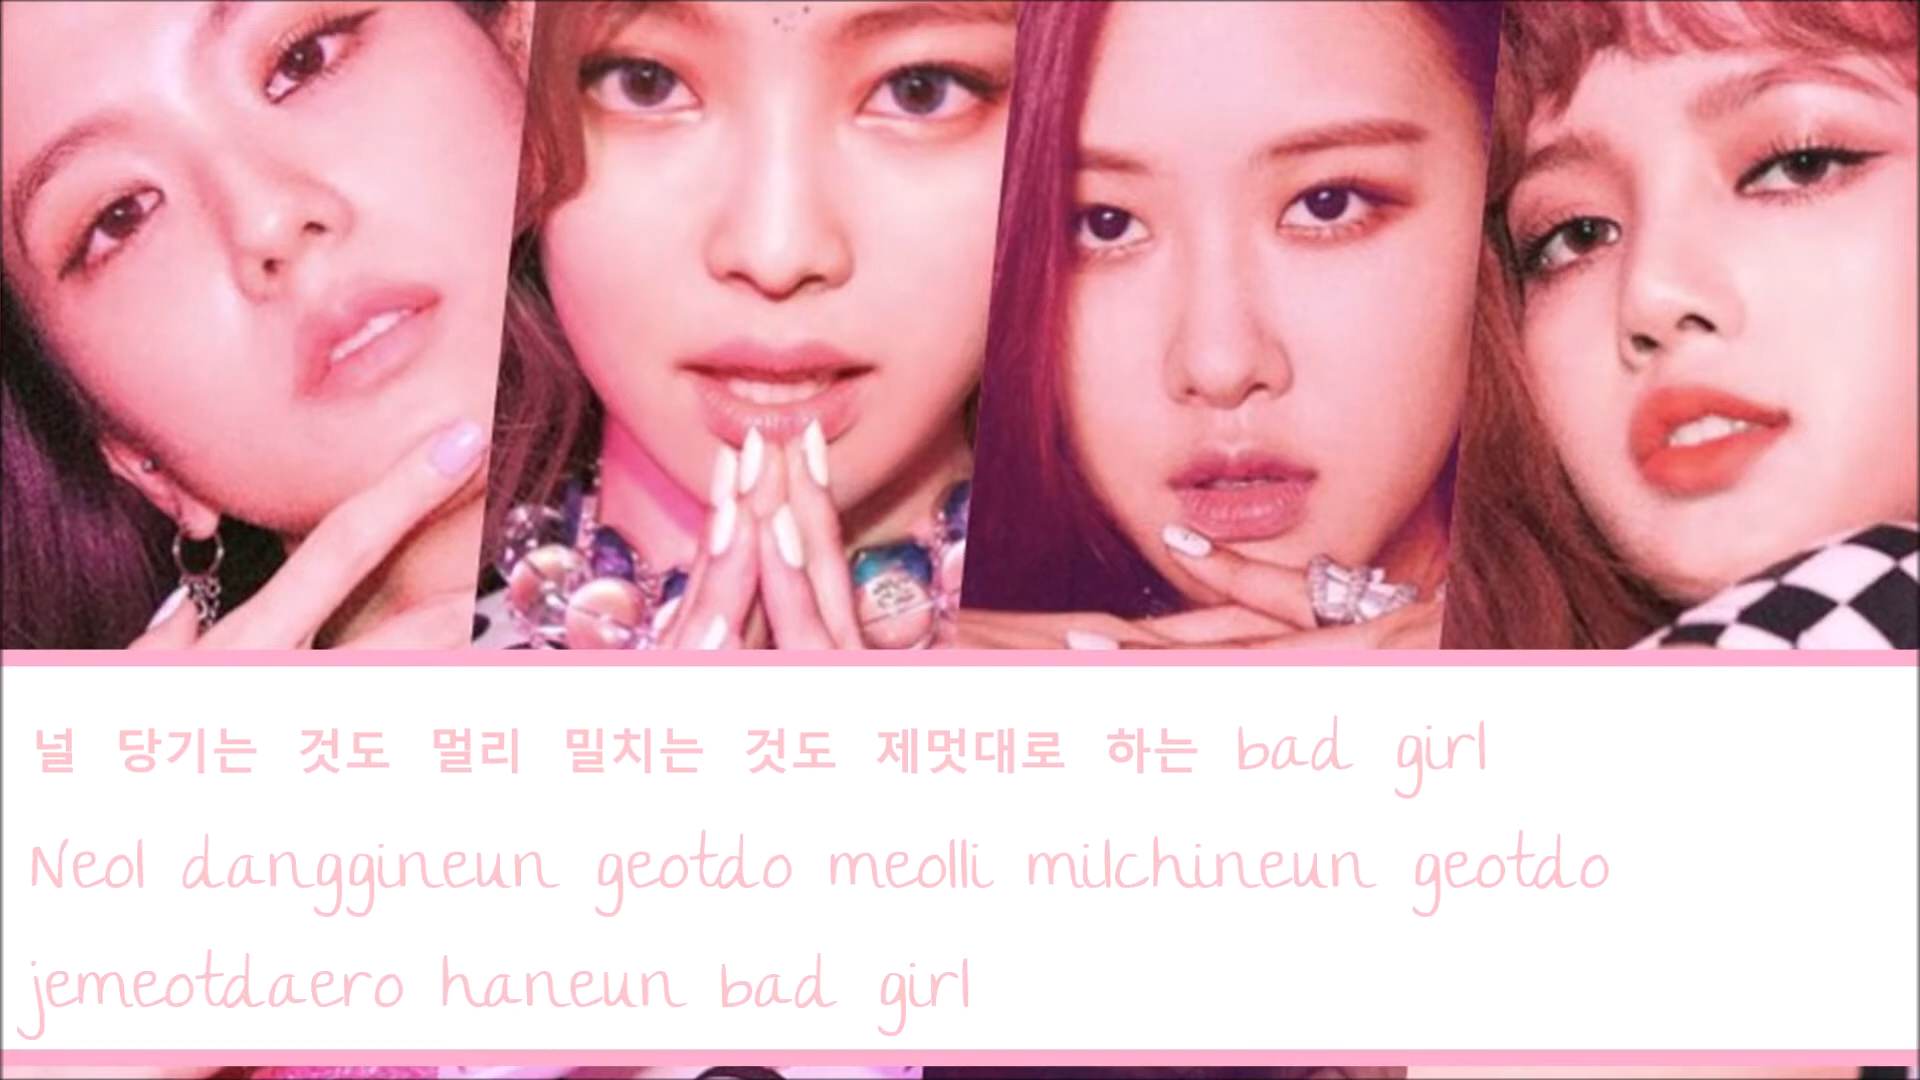 널 당기는 것도 멀리 밀치는 것도 제멋대로 하는 bad girl
Neol danggineun geotdo meolli milchineun geotdo
jemeotdaero haneun bad girl